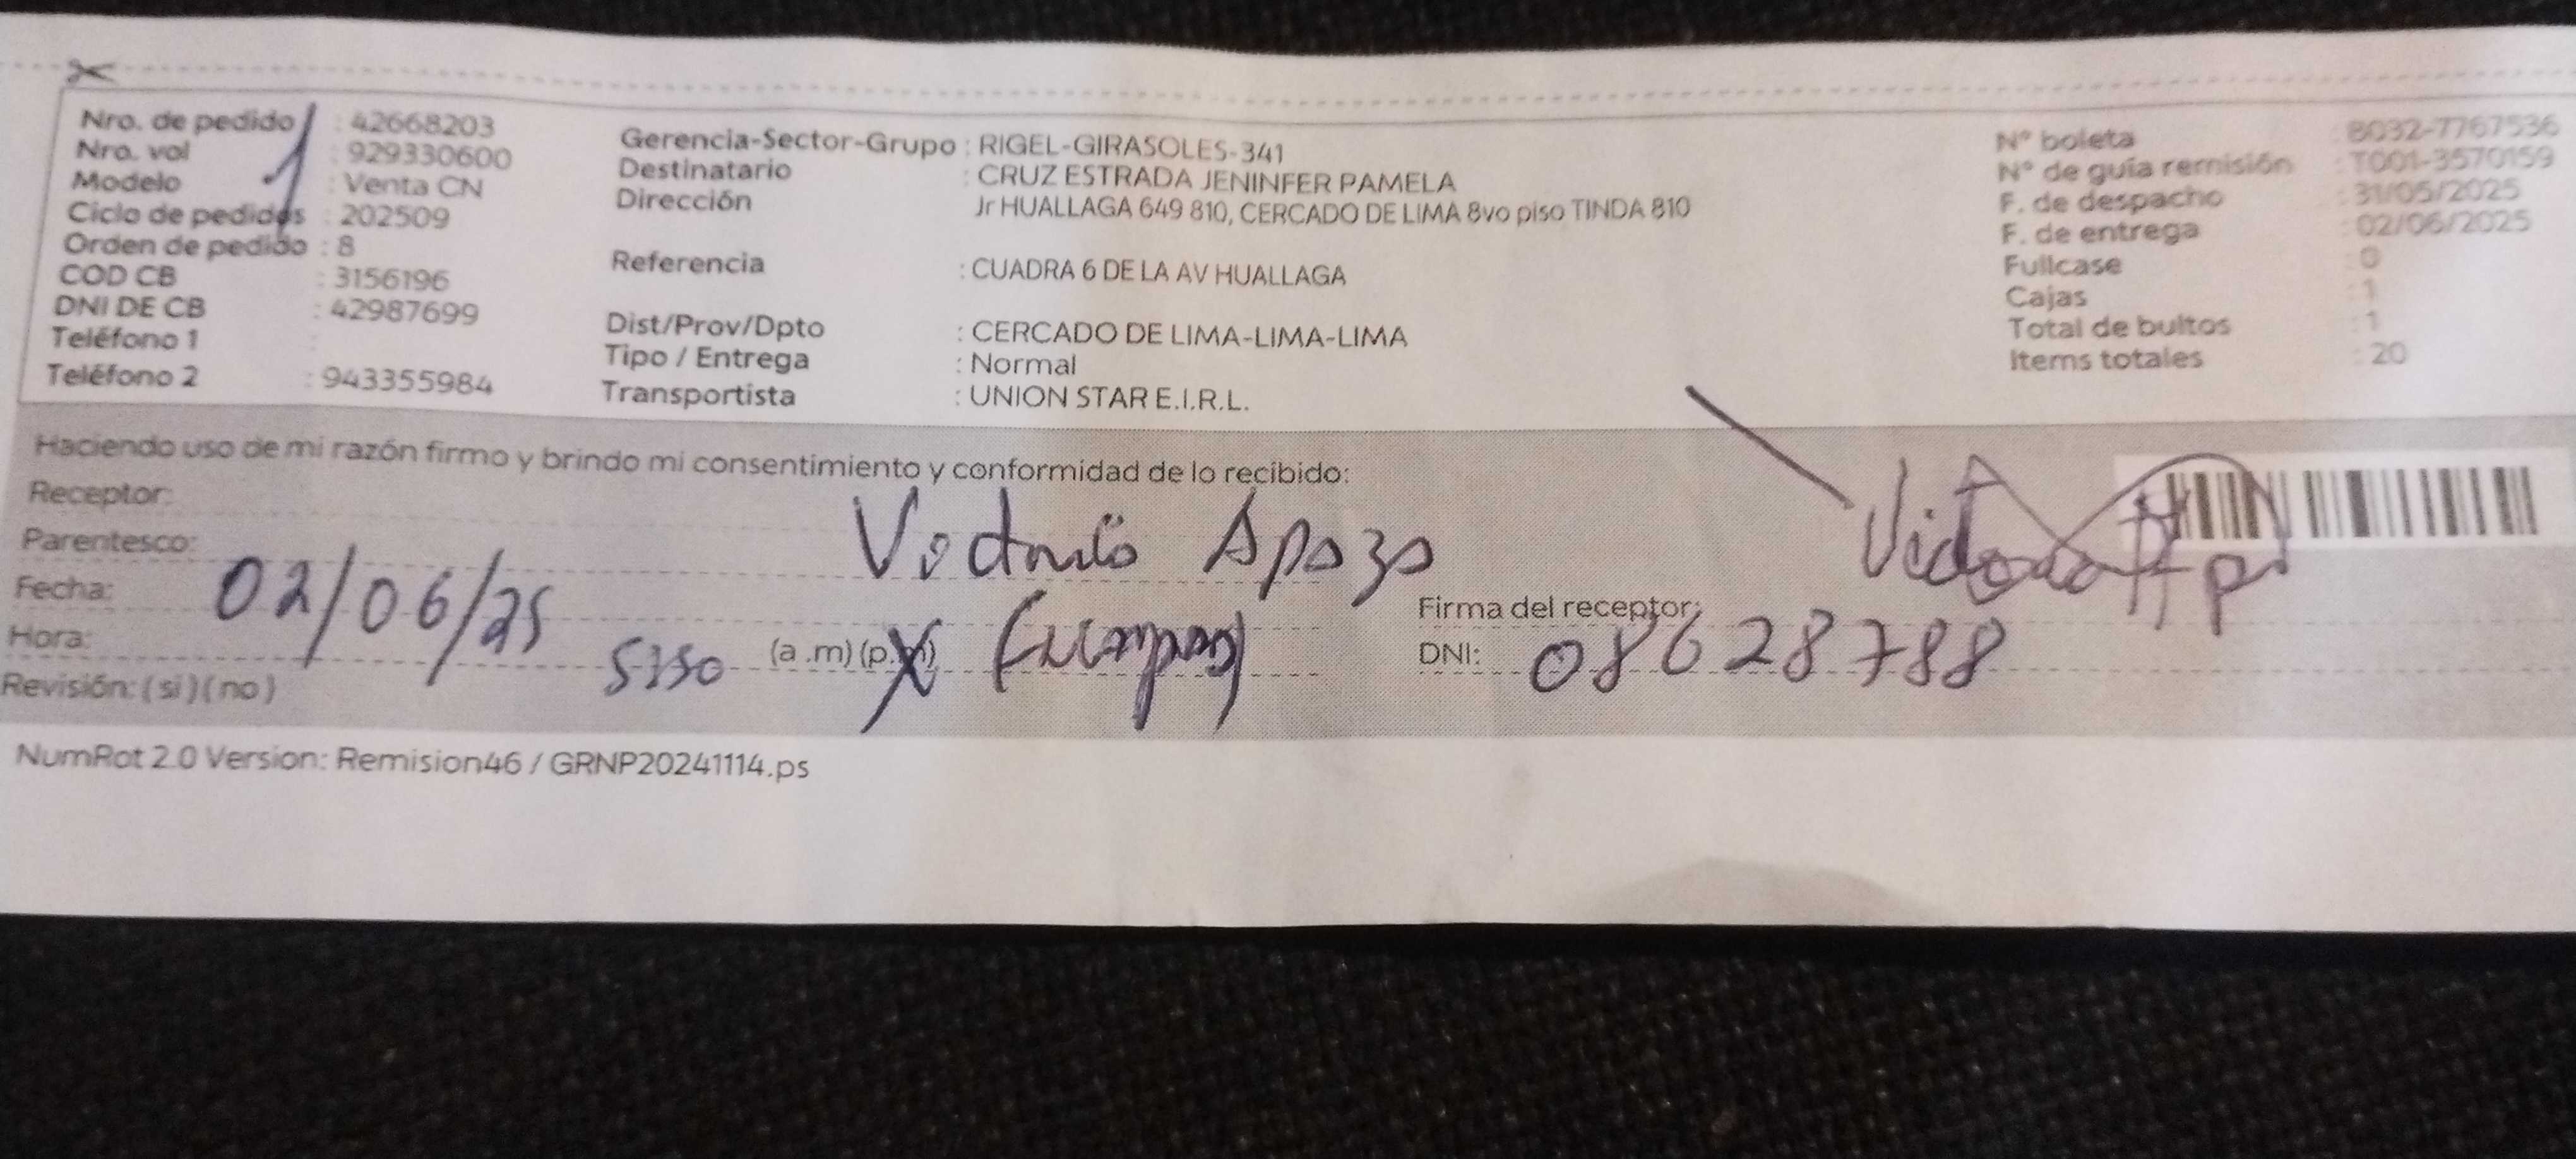 Nro. de pedido : 42668203
Nro. vol : 929330600
Modelo : Venta CN
Ciclo de pedidos : 202509
Orden de pedido : 8
COD CB : 3156196
DNI DE CB : 42987699
Teléfono 1 :
Teléfono 2 : 943355984
1
Gerencia-Sector-Grupo : RIGEL-GIRASOLES-341
Destinatario : CRUZ ESTRADA JENINFER PAMELA
Dirección Jr HUALLAGA 649 810, CERCADO DE LIMA 8vo piso TINDA 810
Referencia : CUADRA 6 DE LA AV HUALLAGA
Dist/Prov/Dpto : CERCADO DE LIMA-LIMA-LIMA
Tipo / Entrega : Normal
Transportista : UNION STAR E.I.R.L.
N° boleta : B032-7767536
N° de guía remisión : T001-3570159
F. de despacho : 31/05/2025
F. de entrega : 02/06/2025
Fullcase : 0
Cajas : 1
Total de bultos : 1
Items totales : 20
Haciendo uso de mi razón firmo y brindo mi consentimiento y conformidad de lo recibido:
Receptor:
Apazo
Parentesco:
Fecha: 02/06/25
Hora: 5:50 (a .m) (p.m)
Revisión: ( si ) ( no )
Firma del receptor:
DNI: 08628788
NumRot 2.0 Version: Remision46 / GRNP20241114.ps